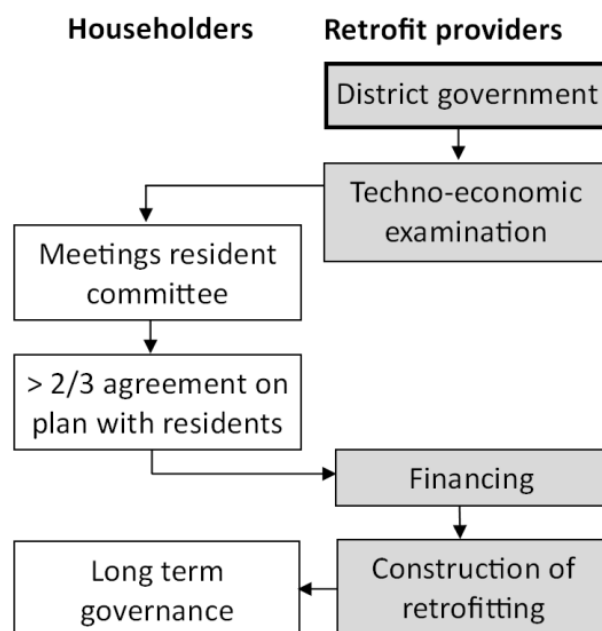 Householders
Retrofit providers
District government
Techno-economic
examination
Meetings resident
committee
> 2/3 agreement on
plan with residents
Financing
Construction of
retrofitting
Long term
governance